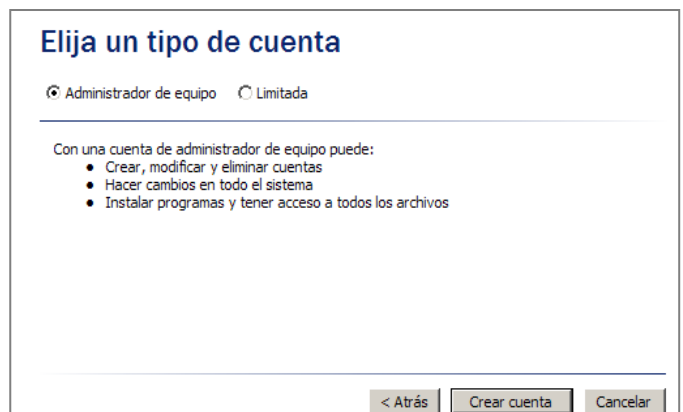 Elija un tipo de cuenta
Administrador de equipo Limitada
Con una cuenta de administrador de equipo puede:
• Crear, modificar y eliminar cuentas
• Hacer cambios en todo el sistema
• Instalar programas y tener acceso a todos los archivos
< Atrás Crear cuenta Cancelar